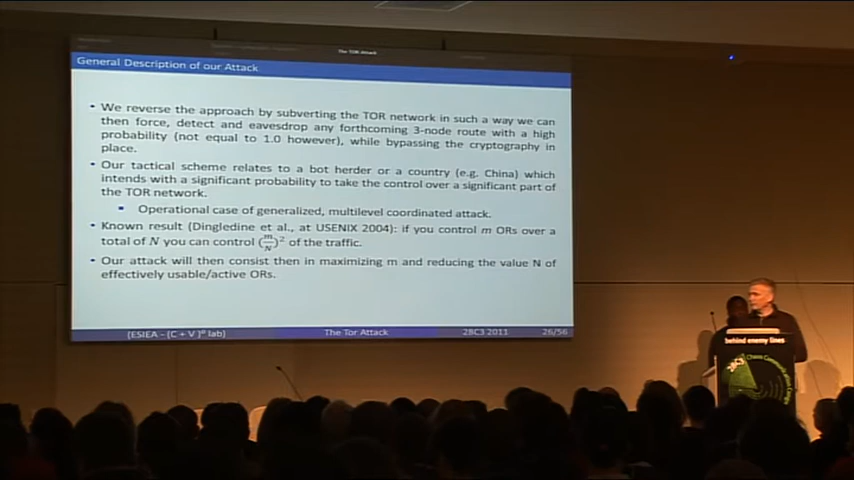 The TOR Attack
General Description of our Attack
• We reverse the approach by subverting the TOR network in such a way we can
then force, detect and eavesdrop any forthcoming 3-node route with a high
probability (not equal to 1.0 however), while bypassing the cryptography in
place.
• Our tactical scheme relates to a bot herder or a country (e.g. China) which
intends with a significant probability to take the control over a significant part of
the TOR network.
▪ Operational case of generalized, multilevel coordinated attack.
• Known result (Dingledine et al., at USENIX 2004): if you control m ORs over a
total of N you can control (m/N)² of the traffic.
• Our attack will then consist then in maximizing m and reducing the value N of
effectively usable/active ORs.
(ESIEA - (C + V)^O lab) The Tor Attack 28C3 2011 26/56
behind enemy lines
Chaos Communication Congress